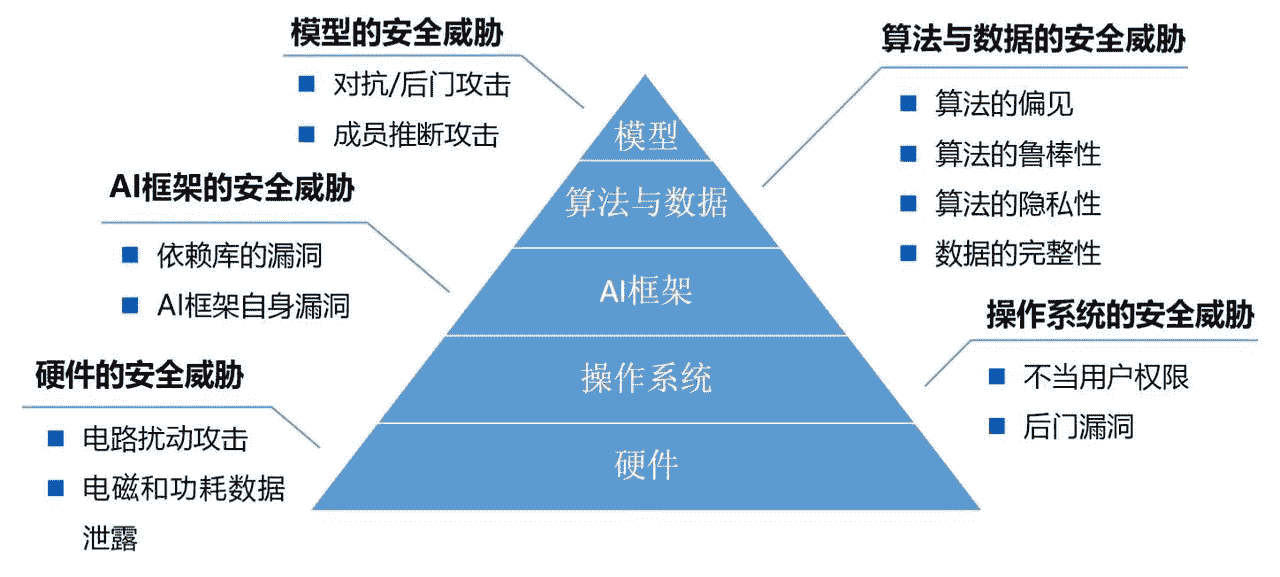 模型的安全威胁
对抗/后门攻击
成员推断攻击
算法与数据的安全威胁
算法的偏见
算法的鲁棒性
算法的隐私性
数据的完整性
AI框架的安全威胁
依赖库的漏洞
AI框架自身漏洞
操作系统的安全威胁
不当用户权限
后门漏洞
硬件的安全威胁
电路扰动攻击
电磁和功耗数据
泄露
模型
算法与数据
AI框架
操作系统
硬件